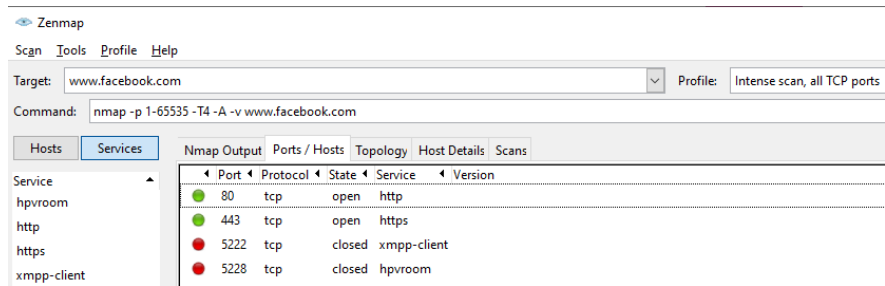 Zenmap
Scan Tools Profile Help
Target: www.facebook.com Profile: Intense scan, all TCP ports
Command: nmap -p 1-65535 -T4 -A -v www.facebook.com
Hosts Services Nmap Output Ports / Hosts Topology Host Details Scans
Service Port Protocol State Service Version
hpvroom 80 tcp open http
http 443 tcp open https
https 5222 tcp closed xmpp-client
xmpp-client 5228 tcp closed hpvroom